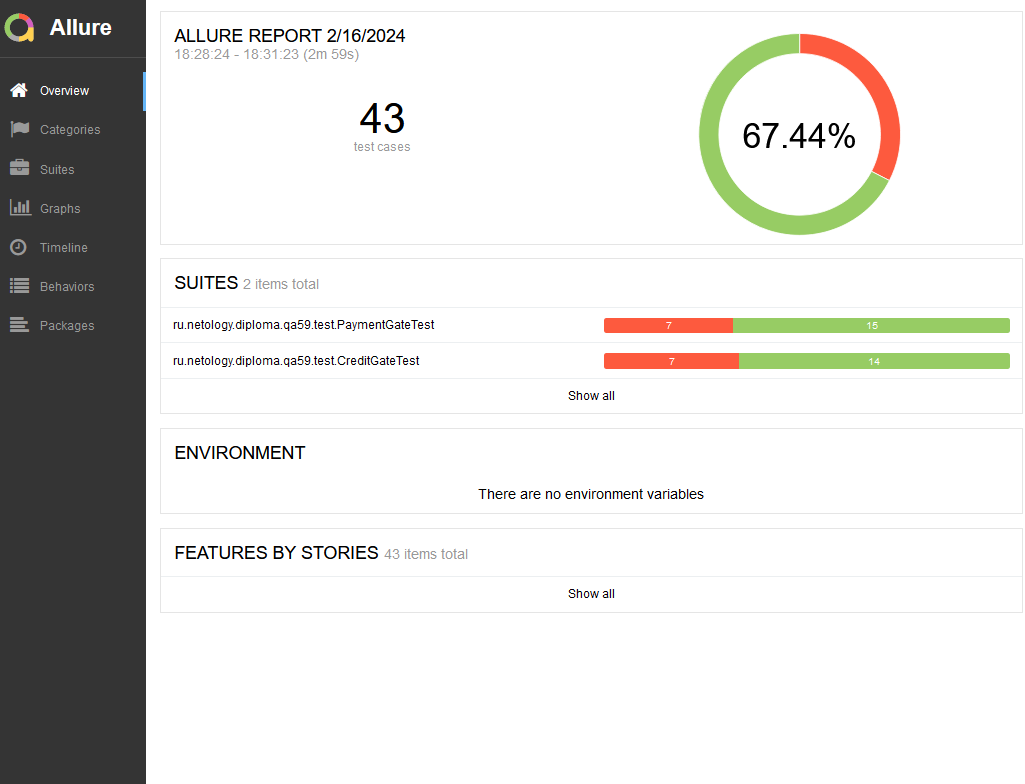 Allure
Overview
Categories
Suites
Graphs
Timeline
Behaviors
Packages
ALLURE REPORT 2/16/2024
18:28:24 - 18:31:23 (2m 59s)
43
test cases
67.44%
SUITES 2 items total
ru.netology.diploma.qa59.test.PaymentGateTest 7 15
ru.netology.diploma.qa59.test.CreditGateTest 7 14
Show all
ENVIRONMENT
There are no environment variables
FEATURES BY STORIES 43 items total
Show all